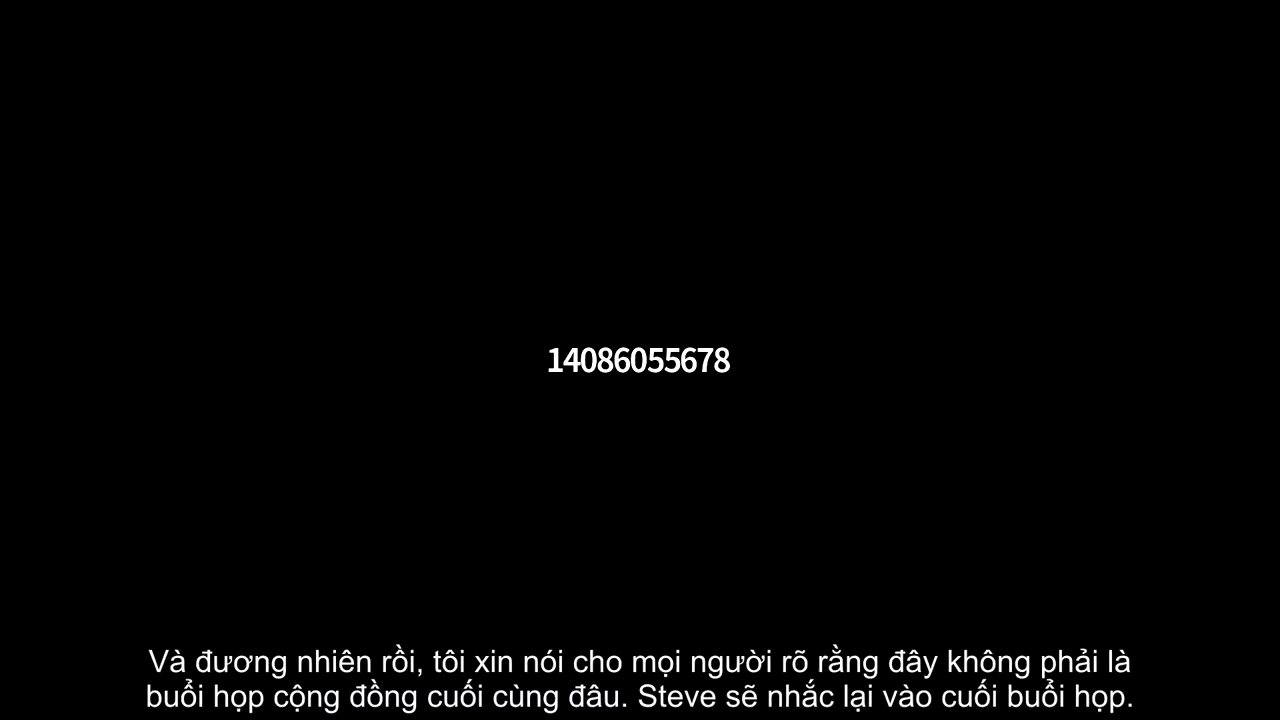 14086055678
Và đương nhiên rồi, tôi xin nói cho mọi người rõ rằng đây không phải là
buổi họp cộng đồng cuối cùng đâu. Steve sẽ nhắc lại vào cuối buổi họp.